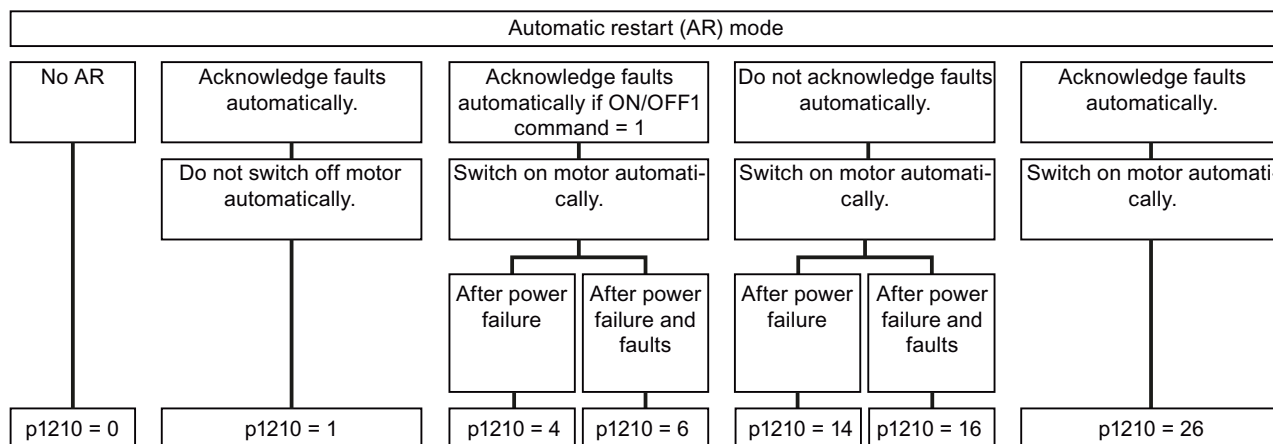 Automatic restart (AR) mode
No AR
Acknowledge faults
automatically.
Acknowledge faults
automatically if ON/OFF1
command = 1
Do not acknowledge faults
automatically.
Acknowledge faults
automatically.
Do not switch off motor
automatically.
Switch on motor automati-
cally.
Switch on motor automati-
cally.
Switch on motor automati-
cally.
After power
failure
After power
failure and
faults
After power
failure
After power
failure and
faults
p1210 = 0
p1210 = 1
p1210 = 4
p1210 = 6
p1210 = 14
p1210 = 16
p1210 = 26